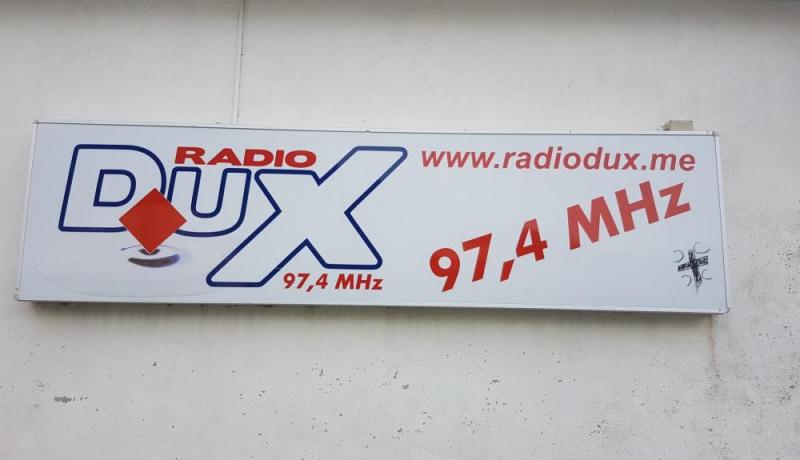 RADIO
DUX
97,4 MHz
www.radiodux.me
97,4 MHz